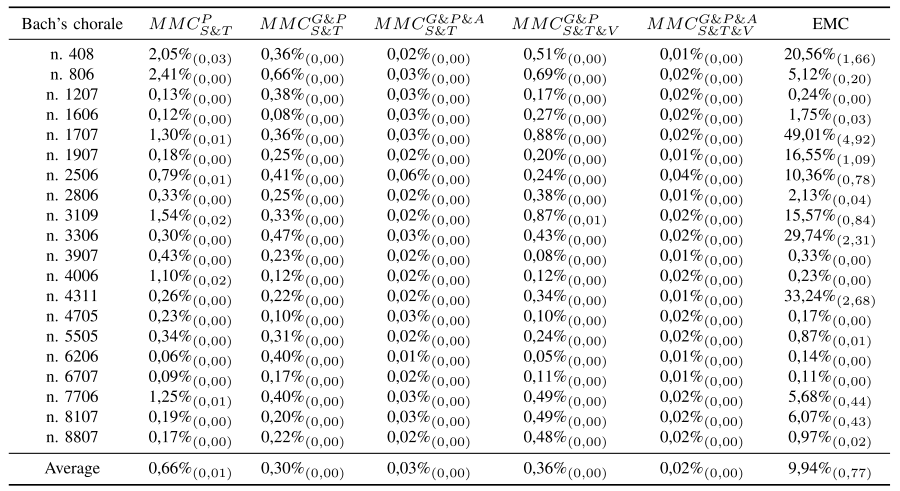 Bach's chorale MMC^P_{S&T} MMC^{G&P}_{S&T} MMC^{G&P&A}_{S&T} MMC^{G&P}_{S&T&V} MMC^{G&P&A}_{S&T&V} EMC
n. 408 2,05%(0,03) 0,36%(0,00) 0,02%(0,00) 0,51%(0,00) 0,01%(0,00) 20,56%(1,66)
n. 806 2,41%(0,00) 0,66%(0,00) 0,03%(0,00) 0,69%(0,00) 0,02%(0,00) 5,12%(0,20)
n. 1207 0,13%(0,00) 0,38%(0,00) 0,03%(0,00) 0,17%(0,00) 0,02%(0,00) 0,24%(0,00)
n. 1606 0,12%(0,00) 0,08%(0,00) 0,03%(0,00) 0,27%(0,00) 0,02%(0,00) 1,75%(0,03)
n. 1707 1,30%(0,01) 0,36%(0,00) 0,03%(0,00) 0,88%(0,00) 0,02%(0,00) 49,01%(4,92)
n. 1907 0,18%(0,00) 0,25%(0,00) 0,02%(0,00) 0,20%(0,00) 0,01%(0,00) 16,55%(1,09)
n. 2506 0,79%(0,01) 0,41%(0,00) 0,06%(0,00) 0,24%(0,00) 0,04%(0,00) 10,36%(0,78)
n. 2806 0,33%(0,00) 0,25%(0,00) 0,02%(0,00) 0,38%(0,00) 0,01%(0,00) 2,13%(0,04)
n. 3109 1,54%(0,02) 0,33%(0,00) 0,02%(0,00) 0,87%(0,01) 0,02%(0,00) 15,57%(0,84)
n. 3306 0,30%(0,00) 0,47%(0,00) 0,03%(0,00) 0,43%(0,00) 0,02%(0,00) 29,74%(2,31)
n. 3907 0,43%(0,00) 0,23%(0,00) 0,02%(0,00) 0,08%(0,00) 0,01%(0,00) 0,33%(0,00)
n. 4006 1,10%(0,02) 0,12%(0,00) 0,02%(0,00) 0,12%(0,00) 0,02%(0,00) 0,23%(0,00)
n. 4311 0,26%(0,00) 0,22%(0,00) 0,02%(0,00) 0,34%(0,00) 0,01%(0,00) 33,24%(2,68)
n. 4705 0,23%(0,00) 0,10%(0,00) 0,03%(0,00) 0,10%(0,00) 0,02%(0,00) 0,17%(0,00)
n. 5505 0,34%(0,00) 0,31%(0,00) 0,02%(0,00) 0,24%(0,00) 0,02%(0,00) 0,87%(0,01)
n. 6206 0,06%(0,00) 0,40%(0,00) 0,01%(0,00) 0,05%(0,00) 0,01%(0,00) 0,14%(0,00)
n. 6707 0,09%(0,00) 0,17%(0,00) 0,02%(0,00) 0,11%(0,00) 0,01%(0,00) 0,11%(0,00)
n. 7706 1,25%(0,01) 0,40%(0,00) 0,03%(0,00) 0,49%(0,00) 0,02%(0,00) 5,68%(0,44)
n. 8107 0,19%(0,00) 0,20%(0,00) 0,03%(0,00) 0,49%(0,00) 0,02%(0,00) 6,07%(0,43)
n. 8807 0,17%(0,00) 0,22%(0,00) 0,02%(0,00) 0,48%(0,00) 0,02%(0,00) 0,97%(0,02)
Average 0,66%(0,01) 0,30%(0,00) 0,03%(0,00) 0,36%(0,00) 0,02%(0,00) 9,94%(0,77)